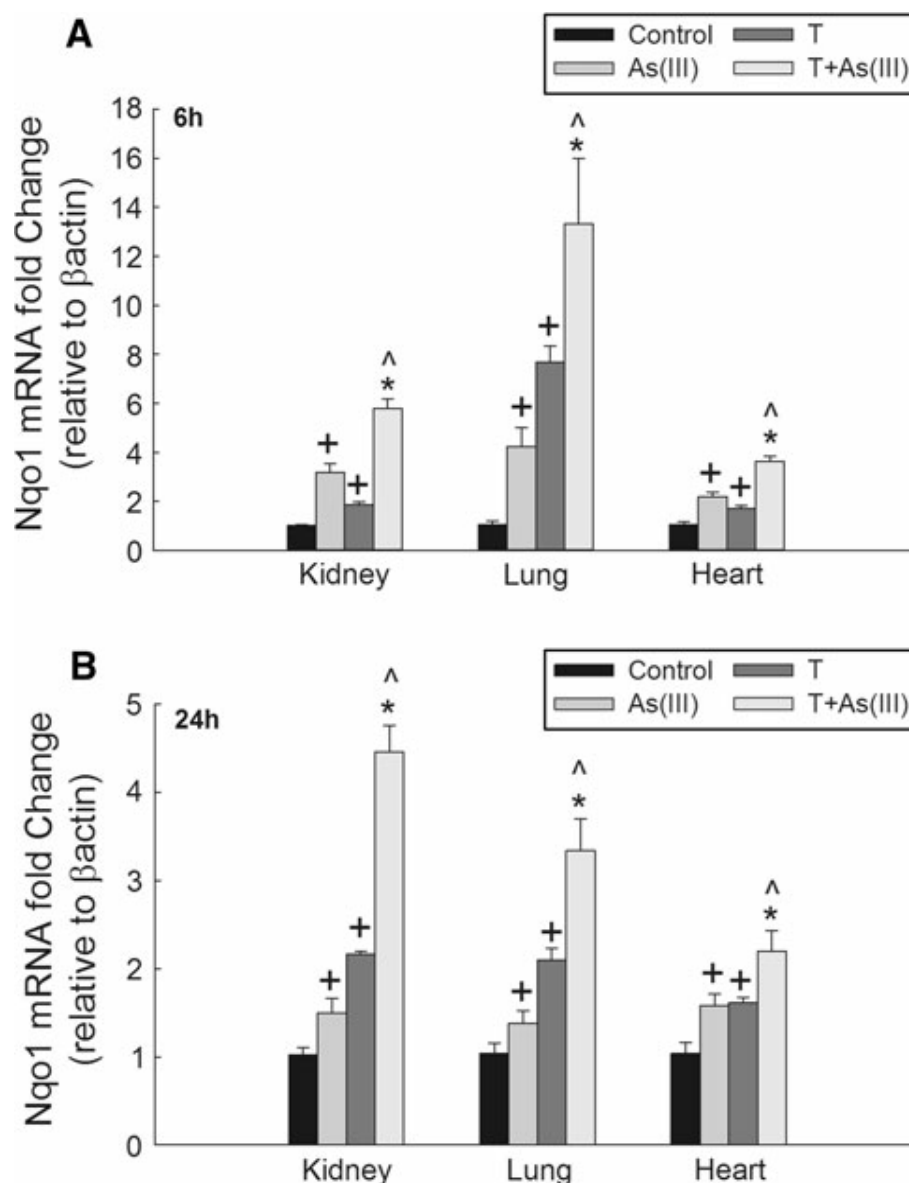 A
Control T
As(III) T+As(III)
6h
Nqo1 mRNA fold Change
(relative to βactin)
18
16
14
12
10
8
6
4
2
0
+
+
^
*
+
+
^
*
+
+
^
*
Kidney Lung Heart
B
Control T
As(III) T+As(III)
24h
Nqo1 mRNA fold Change
(relative to βactin)
5
4
3
2
1
0
+
+
^
*
+
+
^
*
+
+
^
*
Kidney Lung Heart